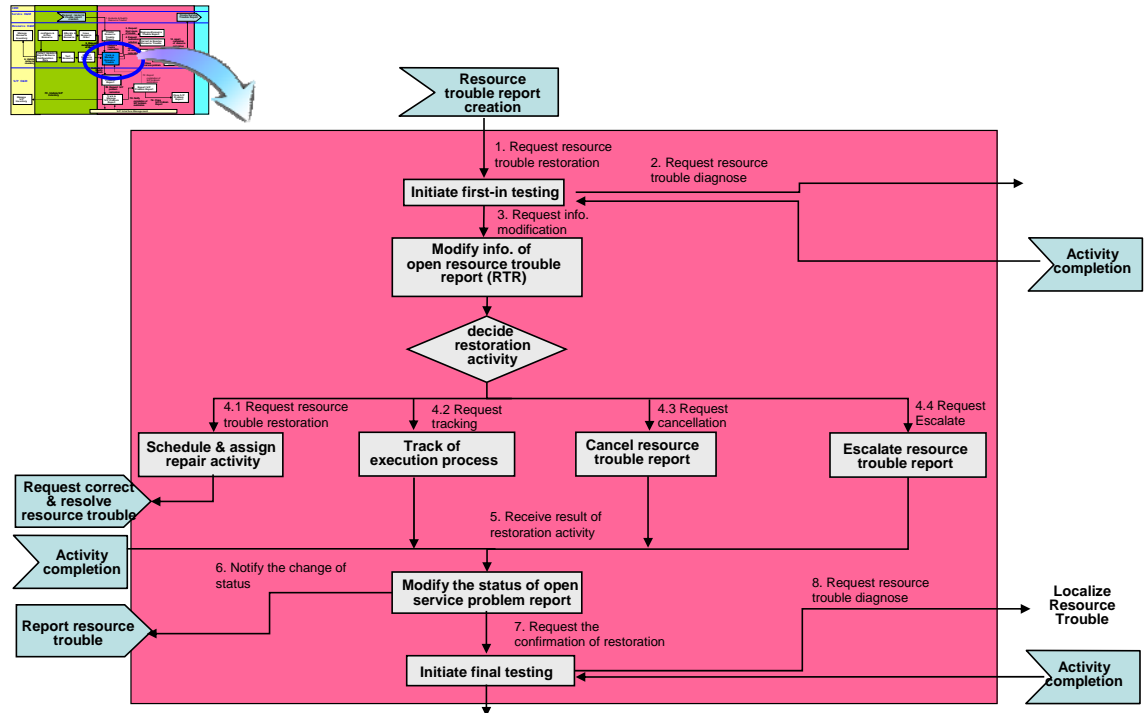 Resource
trouble report
creation
1. Request resource
trouble restoration
2. Request resource
trouble diagnose
Initiate first-in testing
3. Request info.
modification
Activity
completion
Modify info. of
open resource trouble
report (RTR)
decide
restoration
activity
4.1 Request resource
trouble restoration
4.2 Request
tracking
4.3 Request
cancellation
4.4 Request
Escalate
Schedule & assign
repair activity
Track of
execution process
Cancel resource
trouble report
Escalate resource
trouble report
Request correct
& resolve
resource trouble
5. Receive result of
restoration activity
Activity
completion
6. Notify the change of
status
Modify the status of open
service problem report
8. Request resource
trouble diagnose
Localize
Resource
Trouble
Report resource
trouble
7. Request the
confirmation of restoration
Initiate final testing
Activity
completion